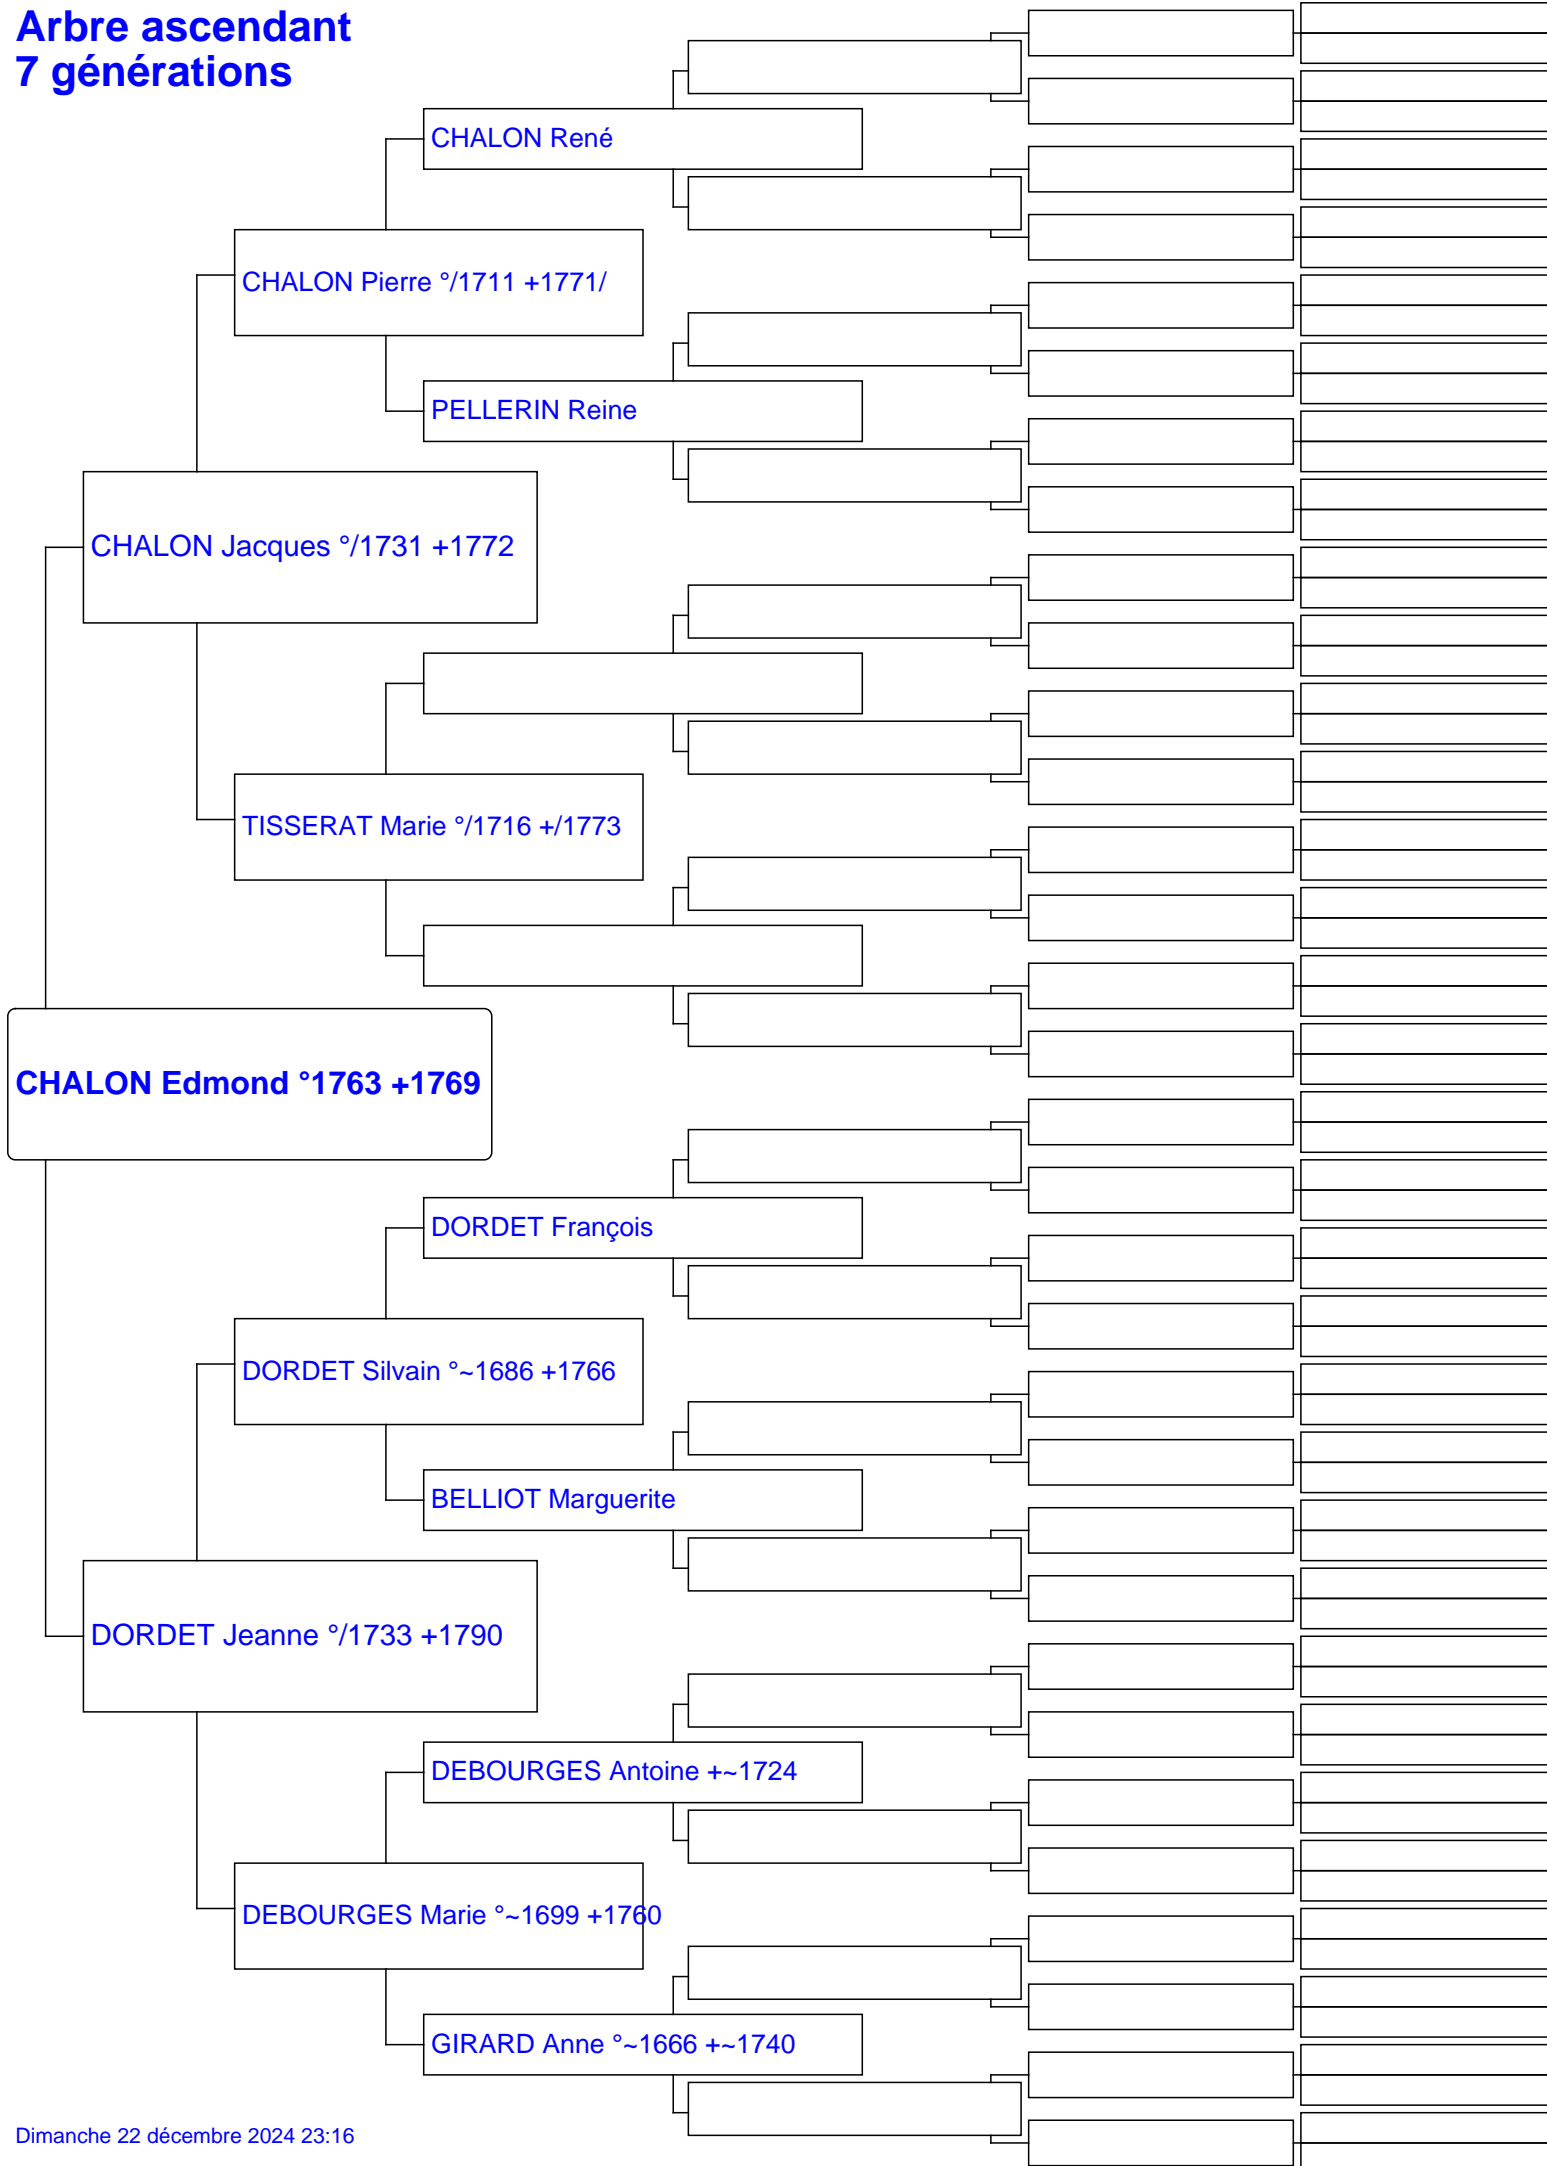 Arbre ascendant
7 générations
CHALON René
CHALON Pierre °/1711 +1771/
PELLERIN Reine
CHALON Jacques °/1731 +1772
TISSERAT Marie °/1716 +/1773
CHALON Edmond °1763 +1769
DORDET François
DORDET Silvain °~1686 +1766
BELLIOT Marguerite
DORDET Jeanne °/1733 +1790
DEBOURGES Antoine +~1724
DEBOURGES Marie °~1699 +1760
GIRARD Anne °~1666 +~1740
Dimanche 22 décembre 2024 23:16